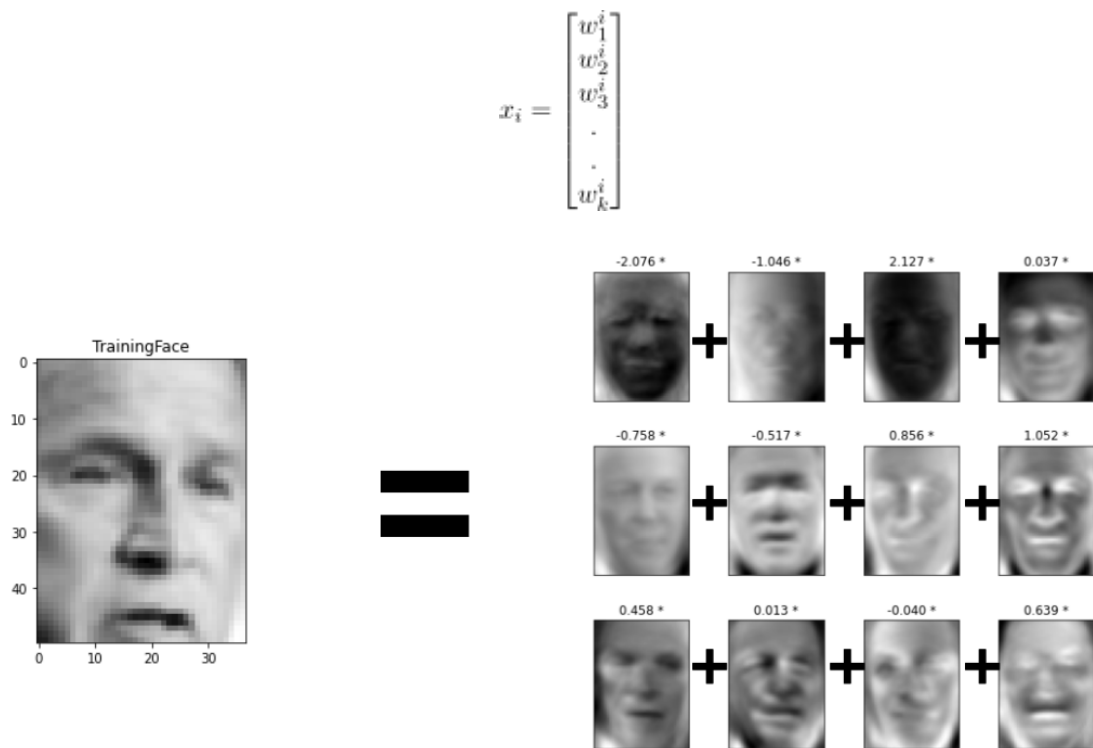 w_1^i
w_2^i
w_3^i
x_i =
.
.
w_k^i
-2.076 * -1.046 * 2.127 * 0.037 *
+ + +
TrainingFace
0
10
20
30
40
0 10 20 30
=
-0.758 * -0.517 * 0.856 * 1.052 *
+ + +
0.458 * 0.013 * -0.040 * 0.639 *
+ + +